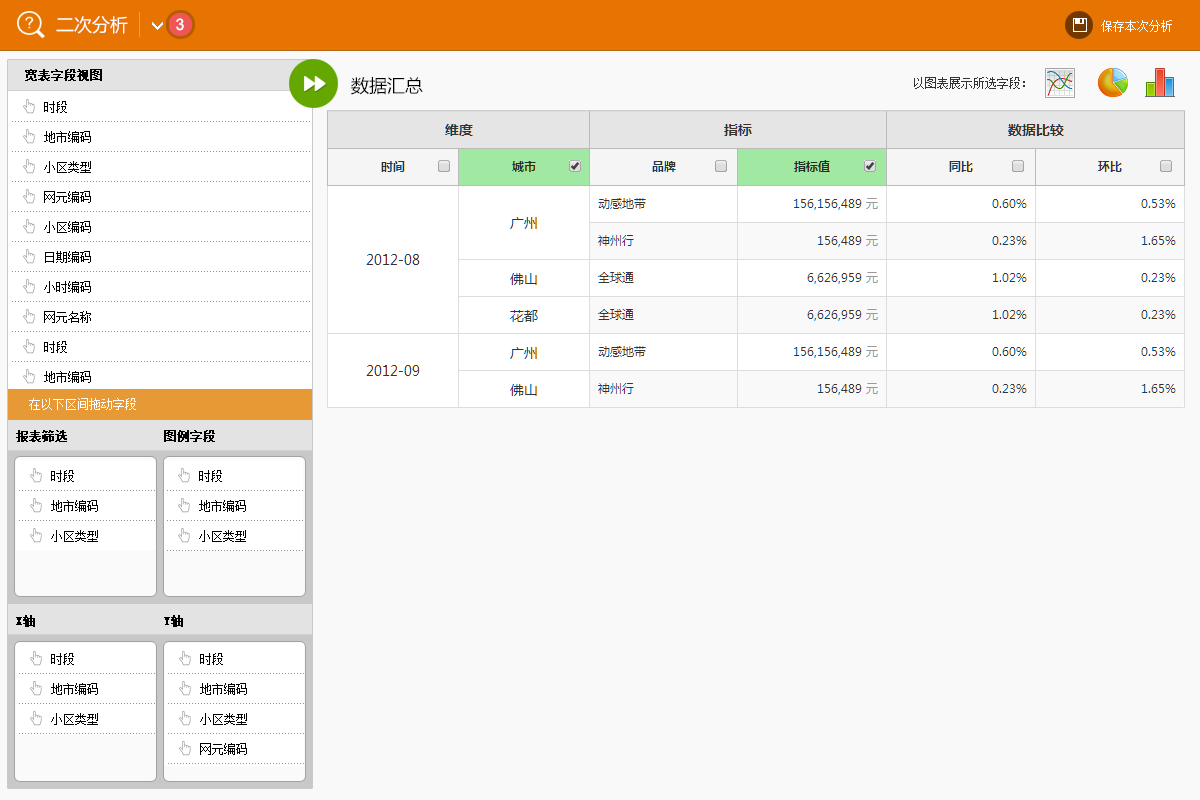 二次分析 3
保存本次分析
宽表字段视图
时段
地市编码
小区类型
网元编码
小区编码
日期编码
小时编码
网元名称
时段
地市编码
在以下区间拖动字段
报表筛选 图例字段
时段 时段
地市编码 地市编码
小区类型 小区类型
X轴 Y轴
时段 时段
地市编码 地市编码
小区类型 小区类型
网元编码
数据汇总 以图表展示所选字段：
维度 指标 数据比较
时间 城市 品牌 指标值 同比 环比
2012-08 广州 动感地带 156,156,489 元 0.60% 0.53%
神州行 156,489 元 0.23% 1.65%
佛山 全球通 6,626,959 元 1.02% 0.23%
花都 全球通 6,626,959 元 1.02% 0.23%
2012-09 广州 动感地带 156,156,489 元 0.60% 0.53%
佛山 神州行 156,489 元 0.23% 1.65%